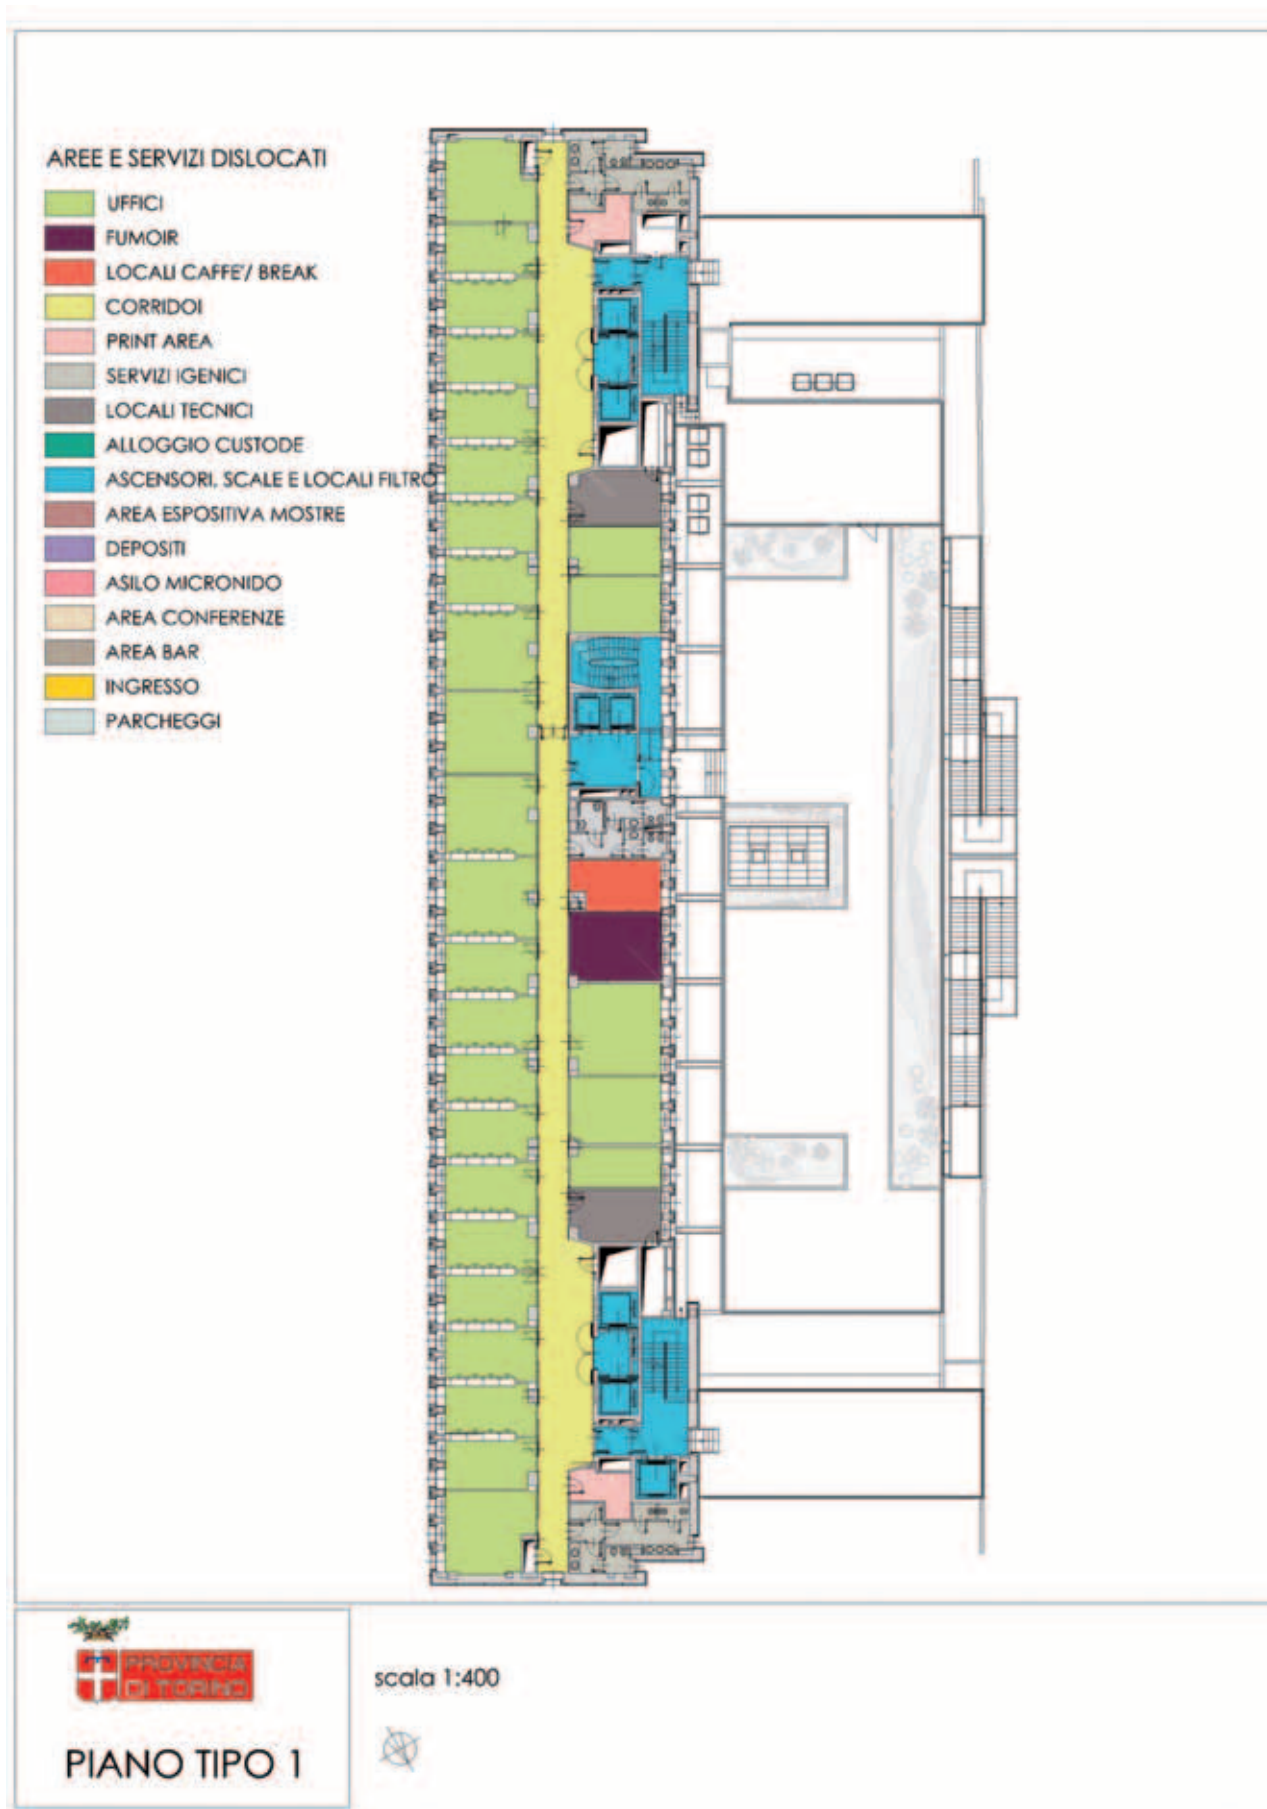 AREE E SERVIZI DISLOCATI
UFFICI
FUMOIR
LOCALI CAFFE'/ BREAK
CORRIDOI
PRINT AREA
SERVIZI IGENICI
LOCALI TECNICI
ALLOGGIO CUSTODE
ASCENSORI, SCALE E LOCALI FILTRO
AREA ESPOSITIVA MOSTRE
DEPOSITI
ASILO MICRONIDO
AREA CONFERENZE
AREA BAR
INGRESSO
PARCHEGGI
PROVINCIA
DI TORINO
scala 1:400
PIANO TIPO 1